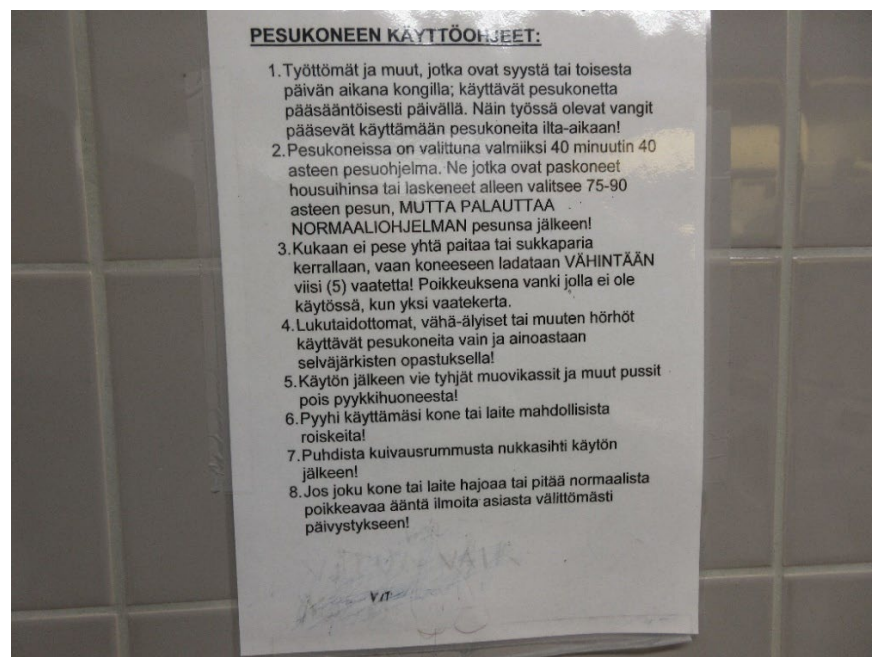 PESUKONEEN KÄYTTÖOHJEET:
1. Työttömät ja muut, jotka ovat syystä tai toisesta
päivän aikana kongilla; käyttävät pesukonetta
pääsääntöisesti päivällä. Näin työssä olevat vangit
pääsevät käyttämään pesukoneita ilta-aikaan!
2. Pesukoneissa on valittuna valmiiksi 40 minuutin 40
asteen pesuohjelma. Ne jotka ovat paskoneet
housuihinsa tai laskeneet alleen valitsee 75-90
asteen pesun, MUTTA PALAUTTAA
NORMAALIOHJELMAN pesunsa jälkeen!
3. Kukaan ei pese yhtä paitaa tai sukkaparia
kerrallaan, vaan koneeseen ladataan VÄHINTÄÄN
viisi (5) vaatetta! Poikkeuksena vanki jolla ei ole
käytössä, kun yksi vaatekerta.
4. Lukutaidottomat, vähä-älyiset tai muuten hörhöt
käyttävät pesukoneita vain ja ainoastaan
selväjärkisten opastuksella!
5. Käytön jälkeen vie tyhjät muovikassit ja muut pussit
pois pyykkihuoneesta!
6. Pyyhi käyttämäsi kone tai laite mahdollisista
roiskeita!
7. Puhdista kuivausrummusta nukkasihti käytön
jälkeen!
8. Jos joku kone tai laite hajoaa tai pitää normaalista
poikkeavaa ääntä ilmoita asiasta välittömästi
päivystykseen!